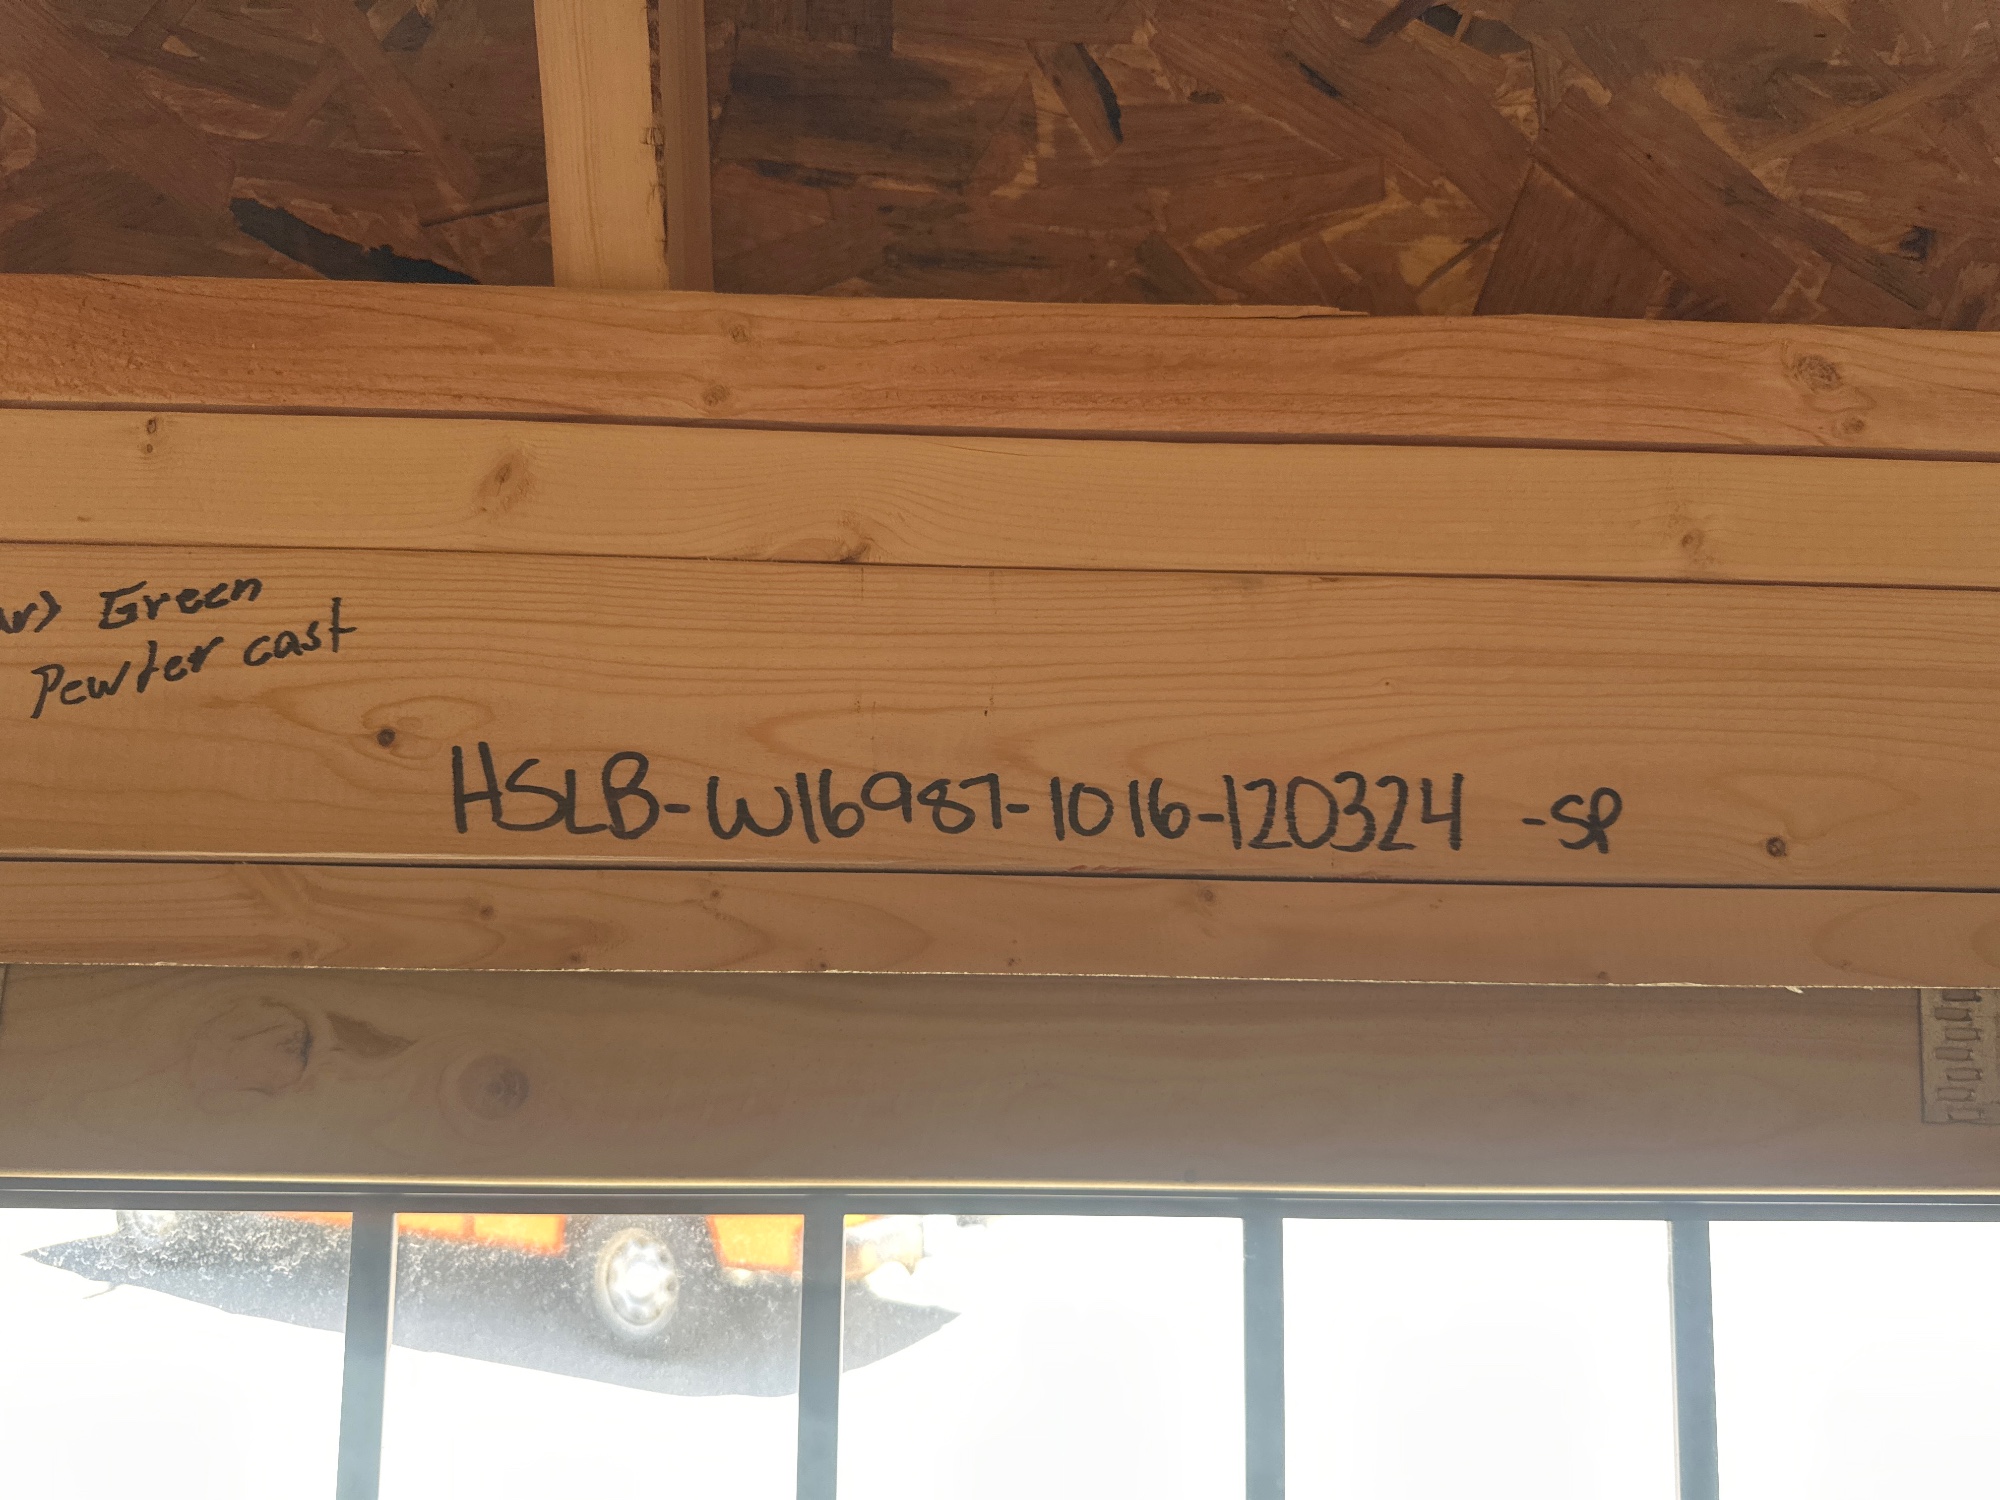 Green
Pewter cast
HSLB-W16987-1016-120324 -SP